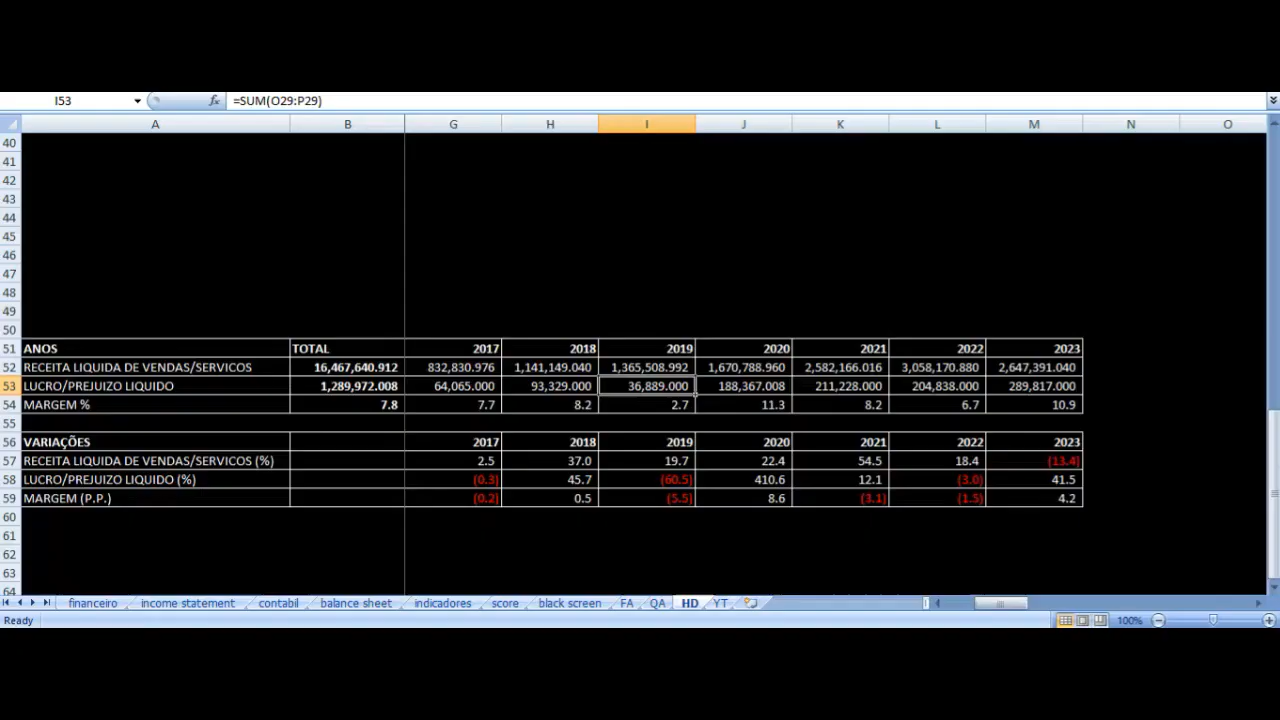 I53 fx =SUM(O29:P29)
A B G H I J K L M N O
40
41
42
43
44
45
46
47
48
49
50
51 ANOS TOTAL 2017 2018 2019 2020 2021 2022 2023
52 RECEITA LIQUIDA DE VENDAS/SERVICOS 16,467,640.912 832,830.976 1,141,149.040 1,365,508.992 1,670,788.960 2,582,166.016 3,058,170.880 2,647,391.040
53 LUCRO/PREJUIZO LIQUIDO 1,289,972.008 64,065.000 93,329.000 36,889.000 188,367.008 211,228.000 204,838.000 289,817.000
54 MARGEM % 7.8 7.7 8.2 2.7 11.3 8.2 6.7 10.9
55
56 VARIAÇÕES 2017 2018 2019 2020 2021 2022 2023
57 RECEITA LIQUIDA DE VENDAS/SERVICOS (%) 2.5 37.0 19.7 22.4 54.5 18.4 (13.4)
58 LUCRO/PREJUIZO LIQUIDO (%) (0.3) 45.7 (60.5) 410.6 12.1 (3.0) 41.5
59 MARGEM (P.P.) (0.2) 0.5 (5.5) 8.6 (3.1) (1.5) 4.2
60
61
62
63
64
financeiro income statement contabil balance sheet indicadores score black screen FA QA HD YT
Ready 100%